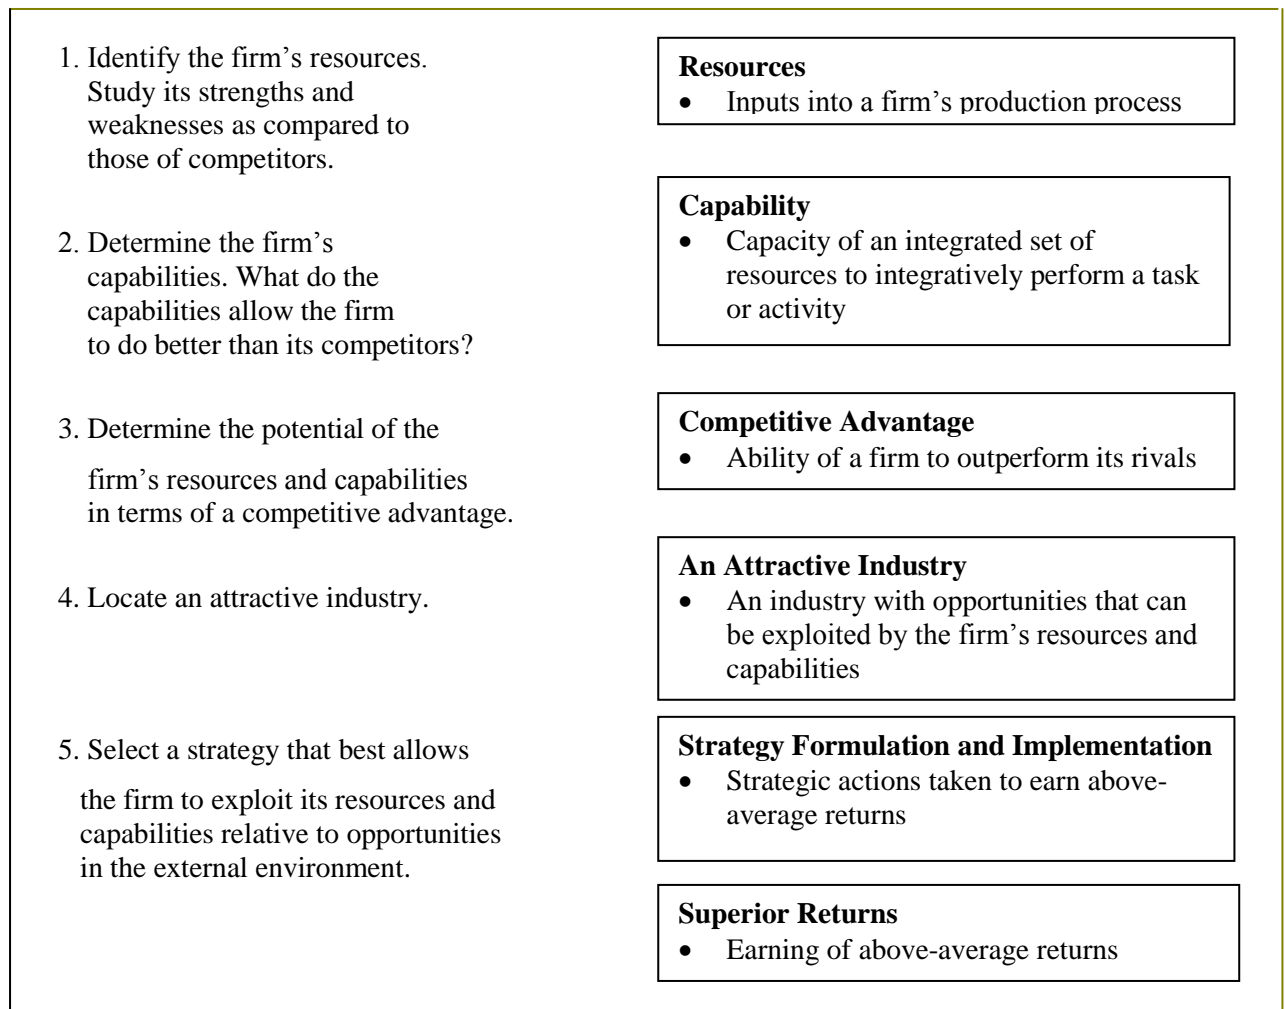 1. Identify the firm’s resources.
Study its strengths and
weaknesses as compared to
those of competitors.
Resources
• Inputs into a firm’s production process
2. Determine the firm’s
capabilities. What do the
capabilities allow the firm
to do better than its competitors?
Capability
• Capacity of an integrated set of
resources to integratively perform a task
or activity
3. Determine the potential of the
firm’s resources and capabilities
in terms of a competitive advantage.
Competitive Advantage
• Ability of a firm to outperform its rivals
4. Locate an attractive industry.
An Attractive Industry
• An industry with opportunities that can
be exploited by the firm’s resources and
capabilities
5. Select a strategy that best allows
the firm to exploit its resources and
capabilities relative to opportunities
in the external environment.
Strategy Formulation and Implementation
• Strategic actions taken to earn above-
average returns
Superior Returns
• Earning of above-average returns